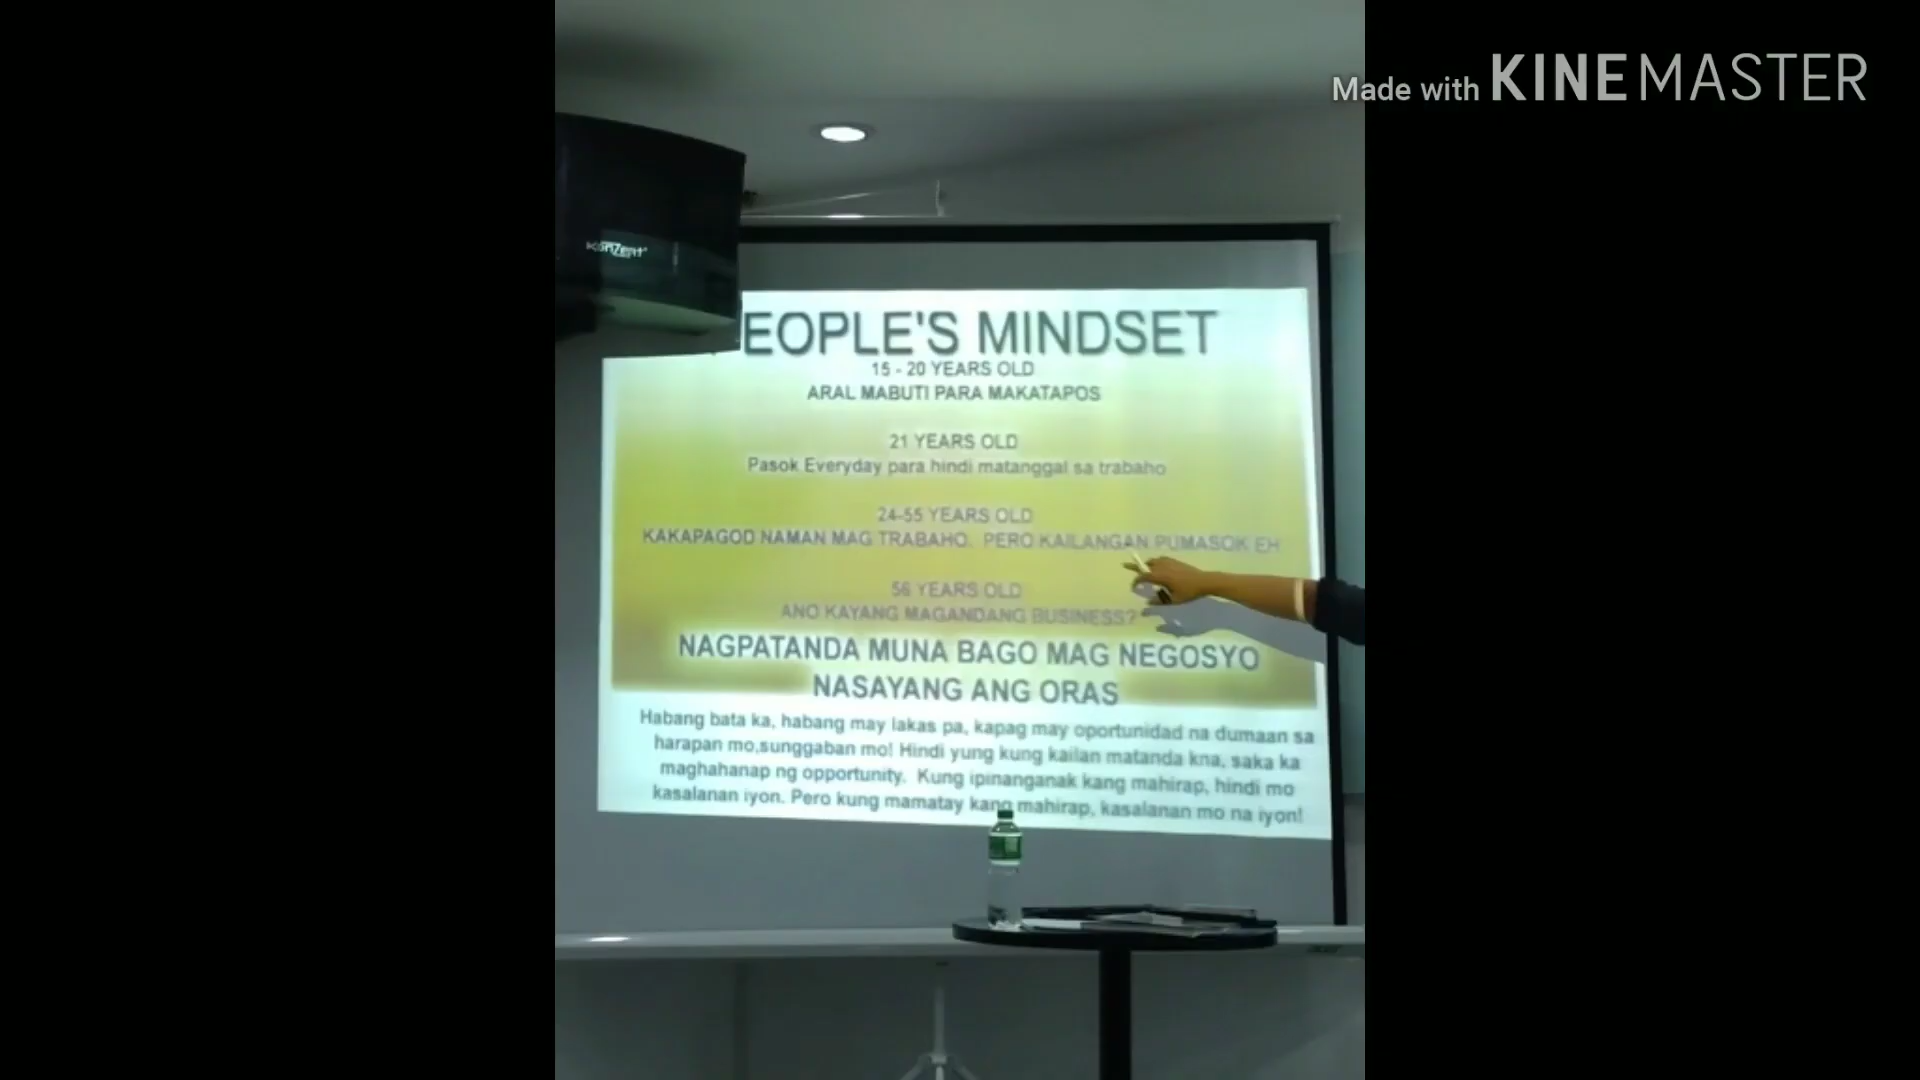 Made with KINEMASTER
Konzert
EOPLE'S MINDSET
15 - 20 YEARS OLD
ARAL MABUTI PARA MAKATAPOS
21 YEARS OLD
Pasok Everyday para hindi matanggal sa trabaho
24-55 YEARS OLD
KAKAPAGOD NAMAN MAG TRABAHO. PERO KAILANGAN PUMASOK EH
56 YEARS OLD
ANO KAYANG MAGANDANG BUSINESS?
NAGPATANDA MUNA BAGO MAG NEGOSYO
NASAYANG ANG ORAS
Habang bata ka, habang may lakas pa, kapag may oportunidad na dumaan sa
harapan mo,sunggaban mo! Hindi yung kung kailan matanda kna, saka ka
maghahanap ng opportunity. Kung ipinanganak kang mahirap, hindi mo
kasalanan iyon. Pero kung mamatay kang mahirap, kasalanan mo na iyon!